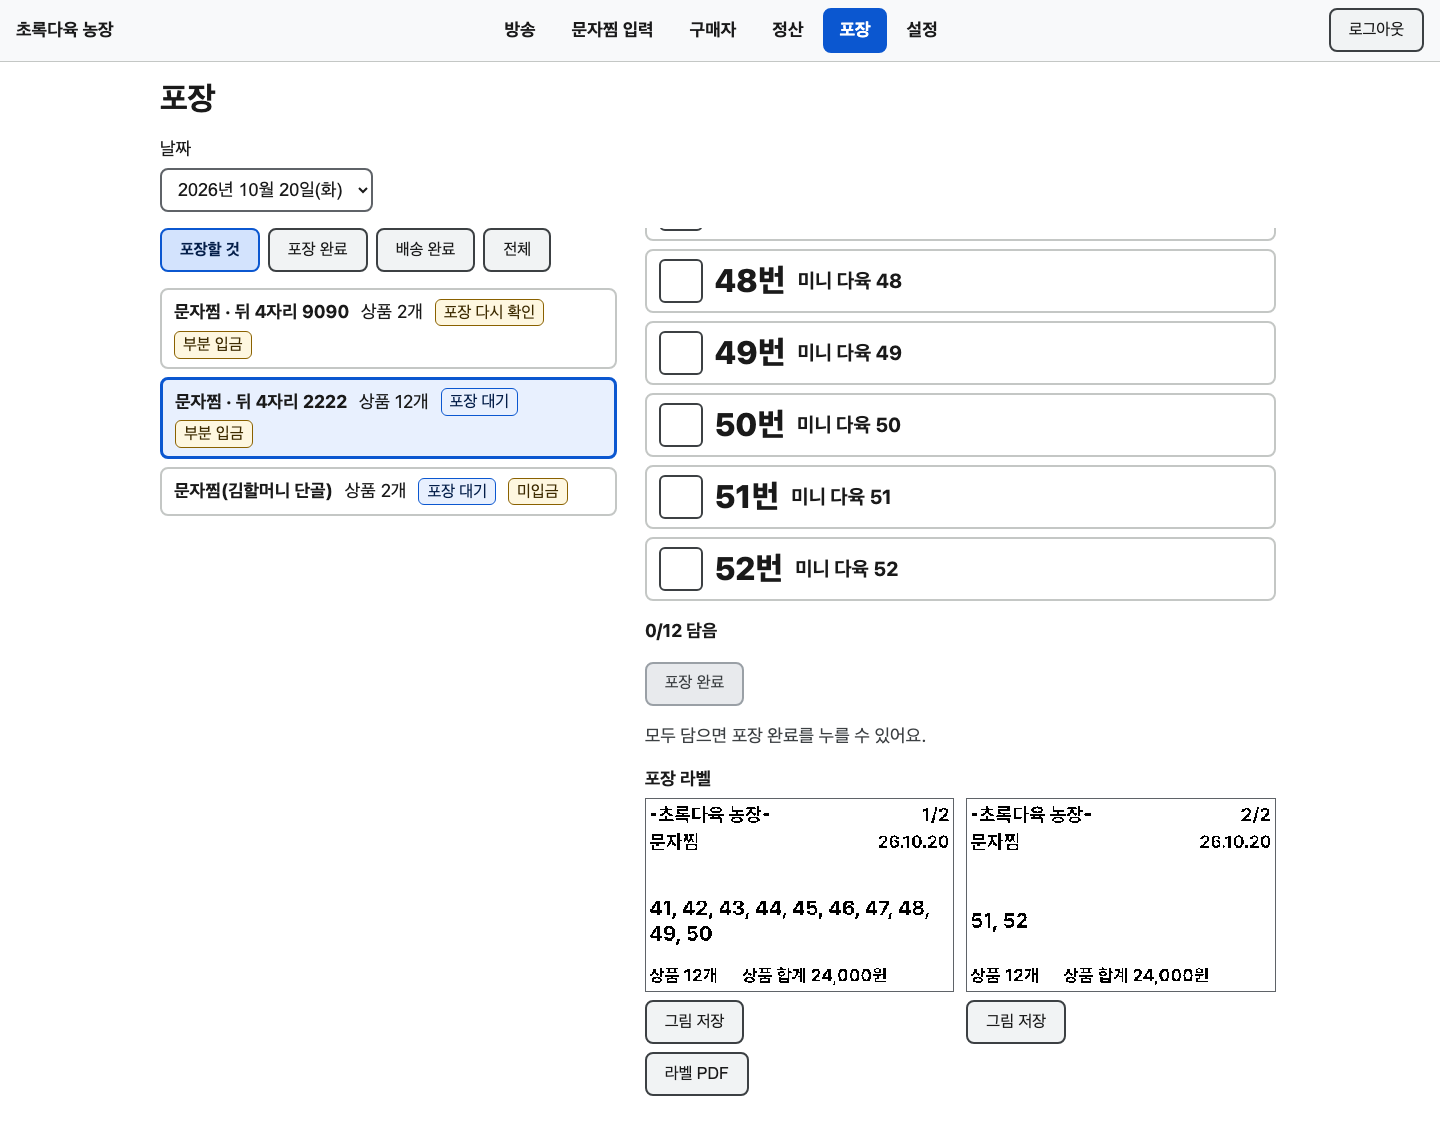 초록다육 농장
방송
문자찜 입력
구매자
정산
포장
설정
로그아웃
포장
날짜
2026년 10월 20일(화)
포장할 것
포장 완료
배송 완료
전체
문자찜 · 뒤 4자리 9090 상품 2개 포장 다시 확인
부분 입금
문자찜 · 뒤 4자리 2222 상품 12개 포장 대기
부분 입금
문자찜(김할머니 단골) 상품 2개 포장 대기 미입금
48번 미니 다육 48
49번 미니 다육 49
50번 미니 다육 50
51번 미니 다육 51
52번 미니 다육 52
0/12 담음
포장 완료
모두 담으면 포장 완료를 누를 수 있어요.
포장 라벨
-초록다육 농장- 1/2
문자찜 26.10.20
41, 42, 43, 44, 45, 46, 47, 48,
49, 50
상품 12개 상품 합계 24,000원
그림 저장
-초록다육 농장- 2/2
문자찜 26.10.20
51, 52
상품 12개 상품 합계 24,000원
그림 저장
라벨 PDF